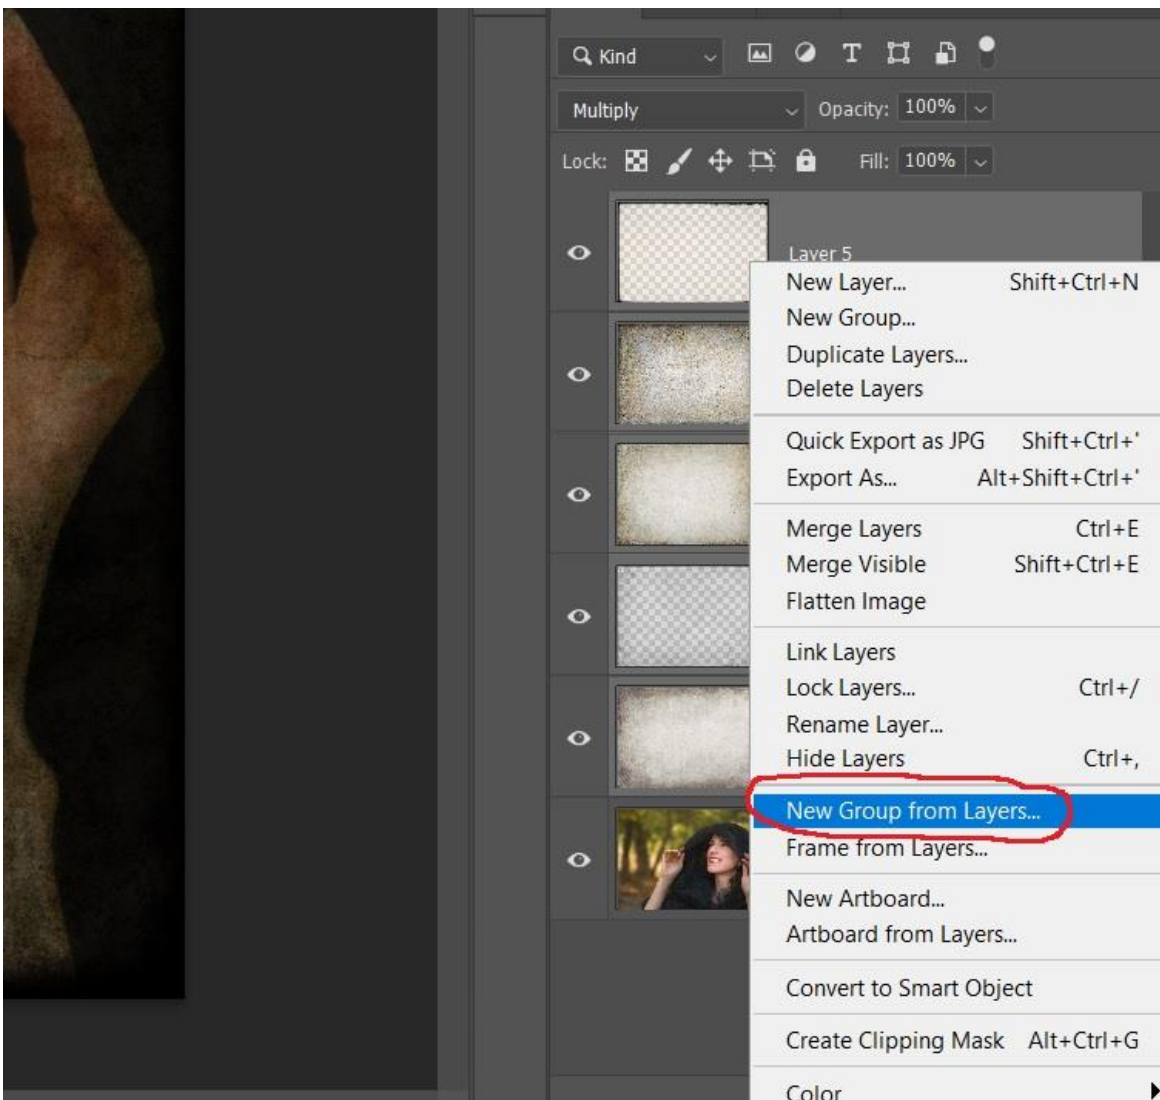 Kind
Multiply Opacity: 100%
Lock: Fill: 100%
Layer 5
New Layer... Shift+Ctrl+N
New Group...
Duplicate Layers...
Delete Layers
Quick Export as JPG Shift+Ctrl+'
Export As... Alt+Shift+Ctrl+'
Merge Layers Ctrl+E
Merge Visible Shift+Ctrl+E
Flatten Image
Link Layers
Lock Layers... Ctrl+/
Rename Layer...
Hide Layers Ctrl+,
New Group from Layers...
Frame from Layers...
New Artboard...
Artboard from Layers...
Convert to Smart Object
Create Clipping Mask Alt+Ctrl+G
Color